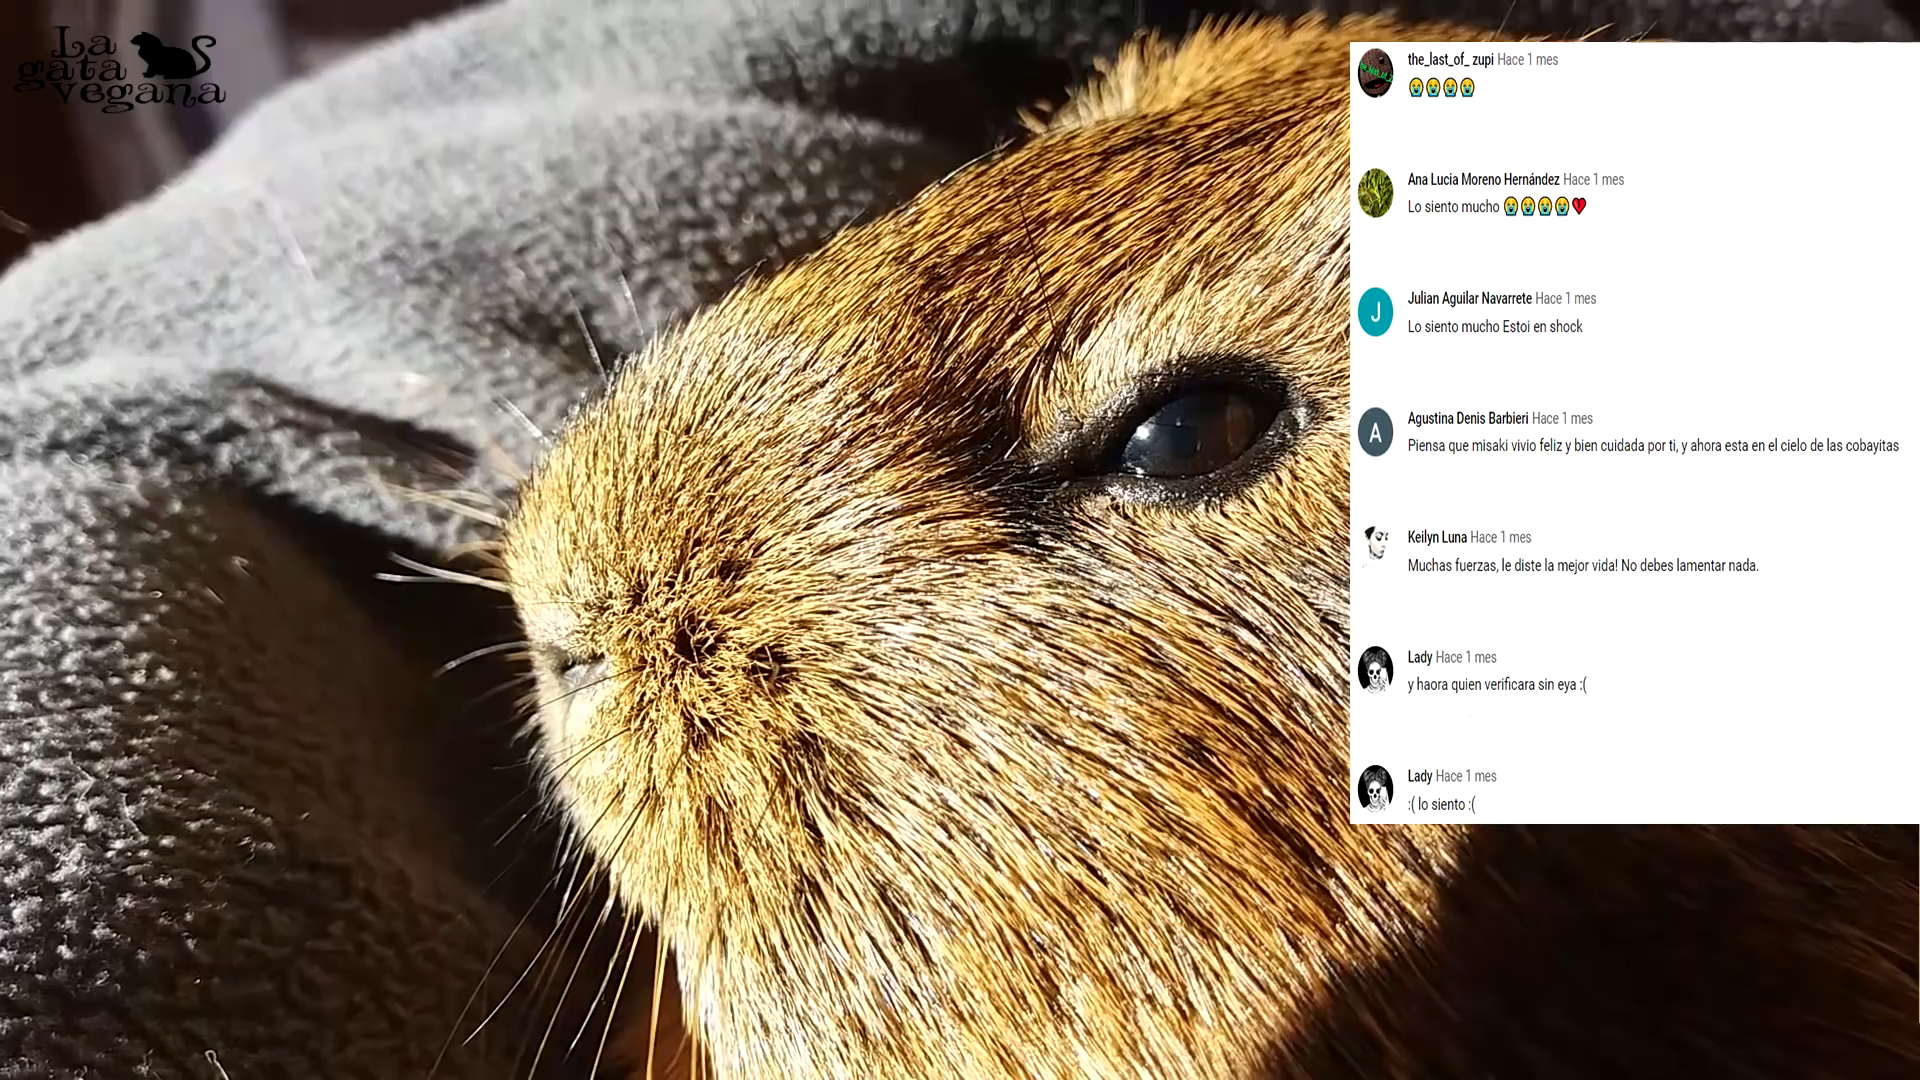 La
gata
vegana
the_last_of_ zupi Hace 1 mes
😭😭😭😭
Ana Lucia Moreno Hernández Hace 1 mes
Lo siento mucho 😭😭😭😭❣️
J
Julian Aguilar Navarrete Hace 1 mes
Lo siento mucho Estoi en shock
A
Agustina Denis Barbieri Hace 1 mes
Piensa que misaki vivio feliz y bien cuidada por ti, y ahora esta en el cielo de las cobayitas
Keilyn Luna Hace 1 mes
Muchas fuerzas, le diste la mejor vida! No debes lamentar nada.
Lady Hace 1 mes
y haora quien verificara sin eya :(
Lady Hace 1 mes
:( lo siento :(